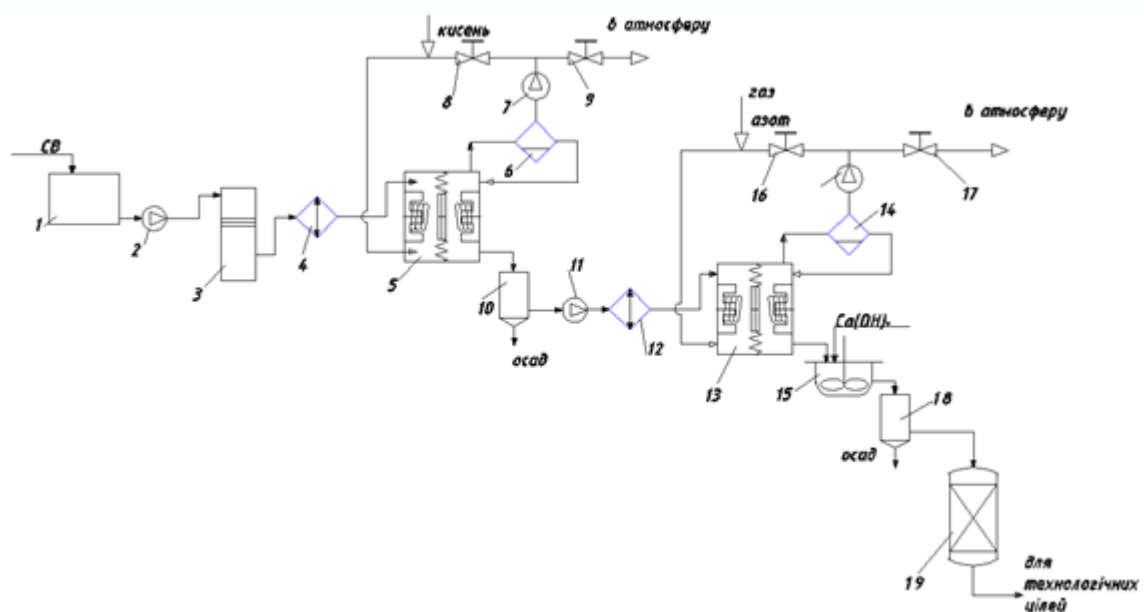 кисень
в атмосферу
8
9
7
газ
азот
в атмосферу
СВ
6
16
17
1
2
14
3
4
5
10
11
осад
12
Ca(OH)₂
13
15
18
осад
19
для
технологічних
цілей